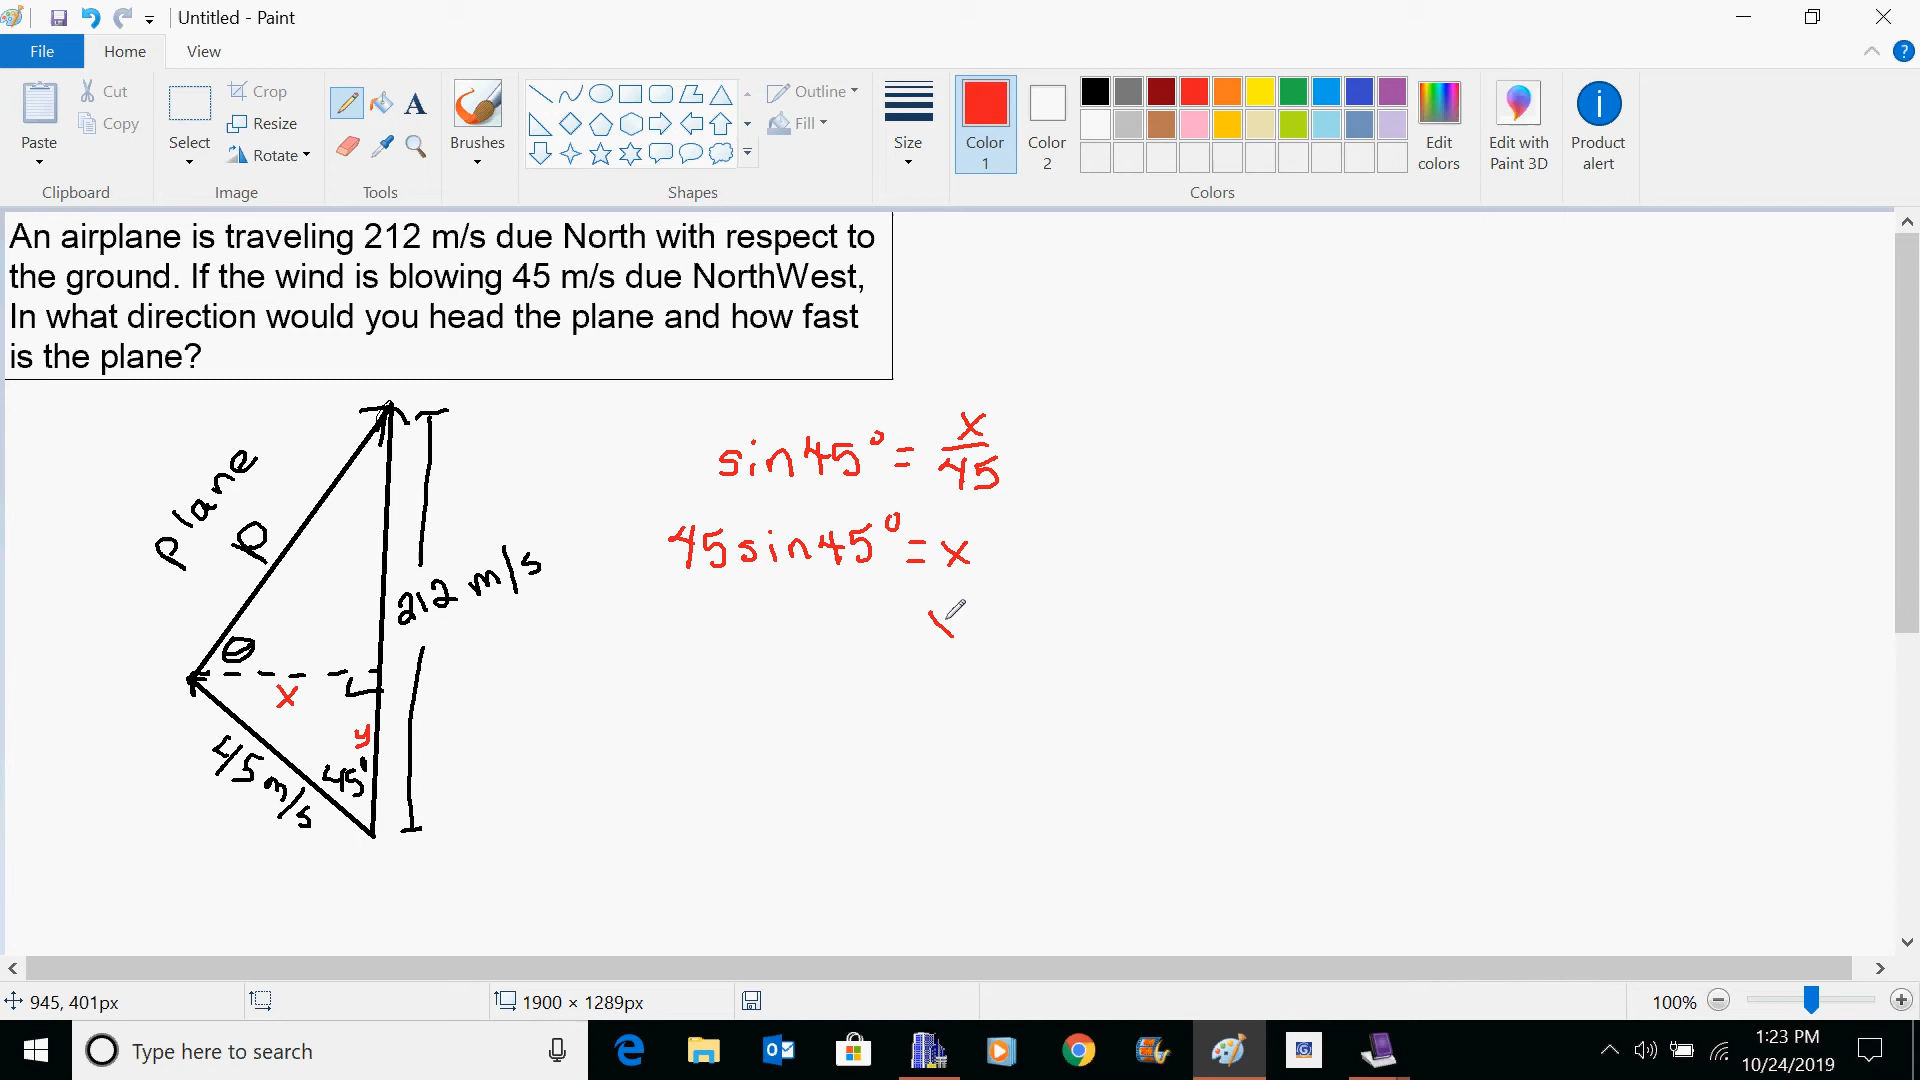 Untitled - Paint
File
Home
View
Paste
Cut
Copy
Clipboard
Select
Crop
Resize
Rotate
Image
A
Tools
Brushes
Outline
Fill
Shapes
Size
Color
1
Color
2
Edit
colors
Edit with
Paint 3D
Product
alert
Colors
An airplane is traveling 212 m/s due North with respect to
the ground. If the wind is blowing 45 m/s due NorthWest,
In what direction would you head the plane and how fast
is the plane?
plane
P
θ
x
y
45°
45 m/s
212 m/s
sin45° = x/45
45sin45° = x
945, 401px
1900 × 1289px
100%
Type here to search
1:23 PM
10/24/2019